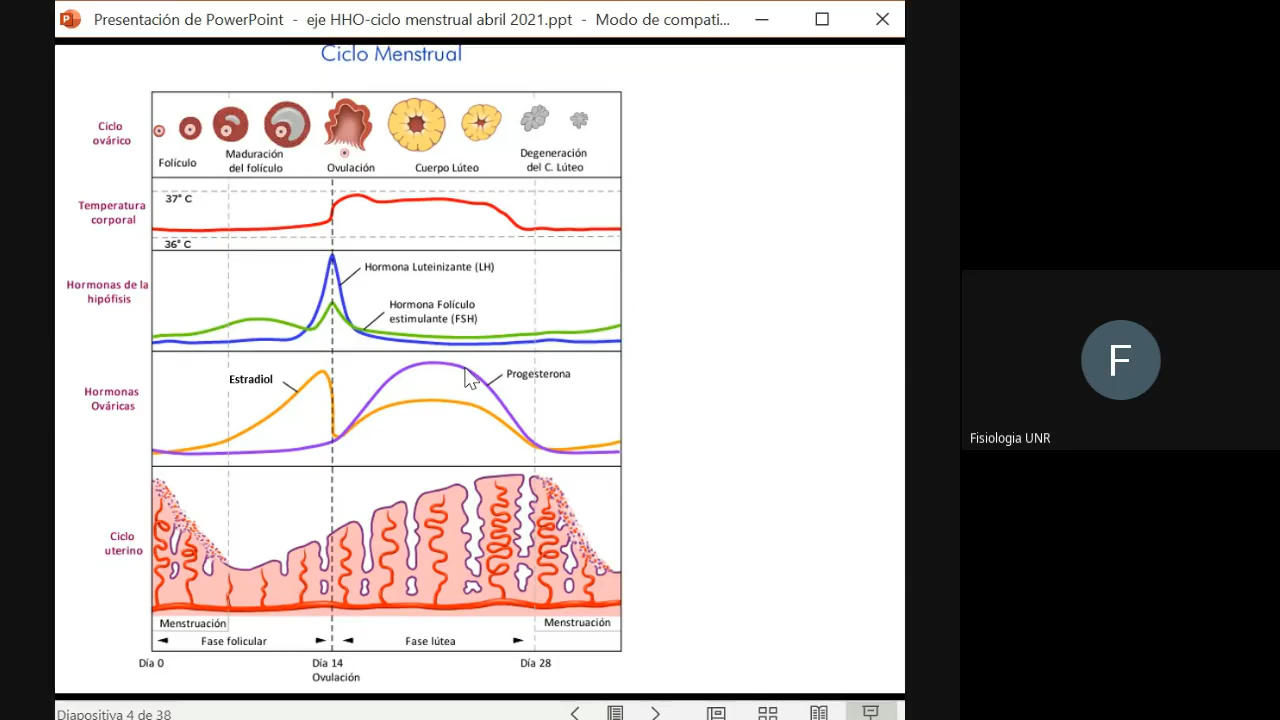 Presentación de PowerPoint - eje HHO-ciclo menstrual abril 2021.ppt - Modo de compati...
Ciclo Menstrual
Ciclo
ovárico
Folículo
Maduración
del folículo
Ovulación
Cuerpo Lúteo
Degeneración
del C. Lúteo
Temperatura
corporal
37° C
36° C
Hormonas de la
hipófisis
Hormona Luteinizante (LH)
Hormona Folículo
estimulante (FSH)
Hormonas
Ováricas
Estradiol
Progesterona
Ciclo
uterino
Menstruación
Menstruación
Fase folicular
Fase lútea
Día 0
Día 14
Ovulación
Día 28
Diapositiva 4 de 38
F
Fisiologia UNR